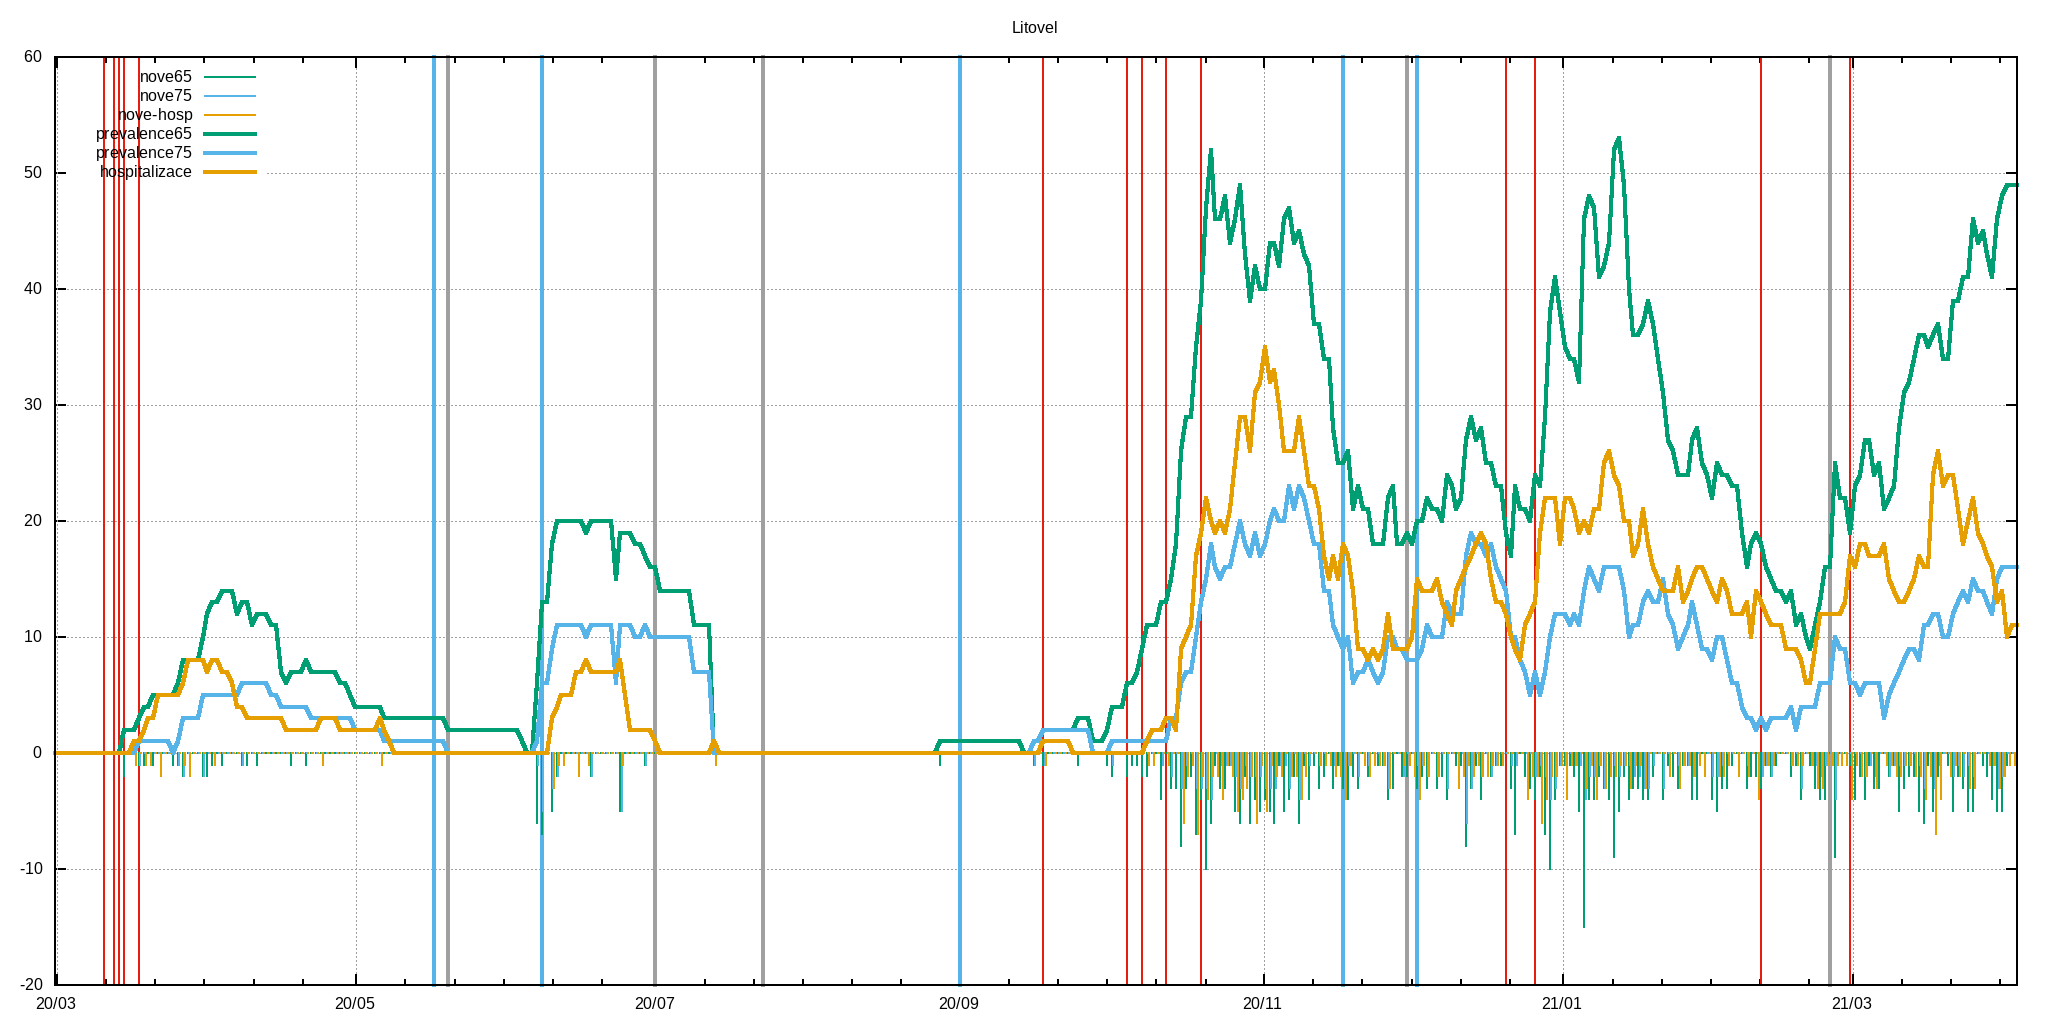 Litovel
60
nove65
nove75
nove-hosp
prevalence65
prevalence75
hospitalizace
50
40
30
20
10
0
-10
-20
20/03 20/05 20/07 20/09 20/11 21/01 21/03